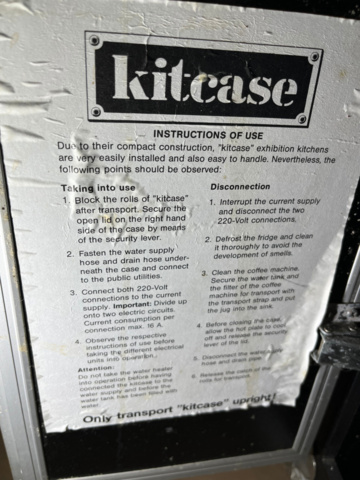 kitcase
INSTRUCTIONS OF USE
Due to their compact construction, "kitcase" exhibition kitchens
are very easily installed and also easy to handle. Nevertheless, the
following points should be observed:
Taking into use
1. Block the rolls of "kitcase"
after transport. Secure the
open lid on the right hand
side of the case by means
of the security lever.
2. Fasten the water supply
hose and drain hose under-
neath the case and connect
to the public utilities.
3. Connect both 220-Volt
connections to the current
supply. Important: Divide up
onto two electric circuits.
Current consumption per
connection max. 16 A.
4. Observe the respective
instructions of use before
taking the different electrical
units into operation.
Attention:
Do not take the water heater
into operation before having
connected the kitcase to the
water supply and before the
water tank has been filled with
water.
Disconnection
1. Interrupt the current supply
and disconnect the two
220-Volt connections.
2. Defrost the fridge and clean
it thoroughly to avoid the
development of smells.
3. Clean the coffee machine.
Secure the water tank and
the filter of the coffee
machine for transport with
the transport strap and put
the jug into the sink.
4. Before closing the case,
allow the hot plate to cool
off and release the security
lever of the lid.
5. Disconnect the water
hose and drain pipe.
6. Release the catch of the
rolls for transport.
Only transport "kitcase" upright!